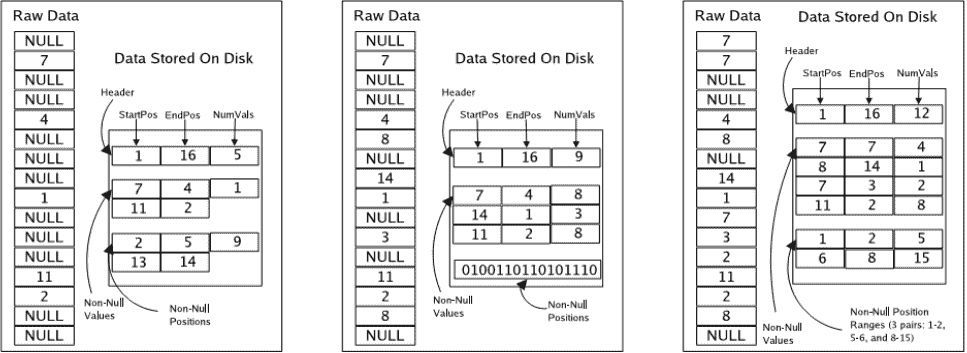 Raw Data
NULL
7
NULL
NULL
4
NULL
NULL
NULL
1
NULL
NULL
NULL
11
2
NULL
NULL
Data Stored On Disk
Header
StartPos EndPos NumVals
1 16 5
7 4 1
11 2
2 5 9
13 14
Non-Null
Values
Non-Null
Positions
Raw Data
NULL
7
NULL
NULL
4
8
NULL
14
1
NULL
3
NULL
11
2
8
NULL
Data Stored On Disk
Header
StartPos EndPos NumVals
1 16 9
7 4 8
14 1 3
11 2 8
0100110110101110
Non-Null
Values
Non-Null
Positions
Raw Data
7
7
NULL
NULL
4
8
NULL
14
1
7
3
2
11
2
8
NULL
Data Stored On Disk
Header
StartPos EndPos NumVals
1 16 12
7 7 4
8 14 1
7 3 2
11 2 8
1 2 5
6 8 15
Non-Null
Values
Non-Null Position
Ranges (3 pairs: 1-2,
5-6, and 8-15)